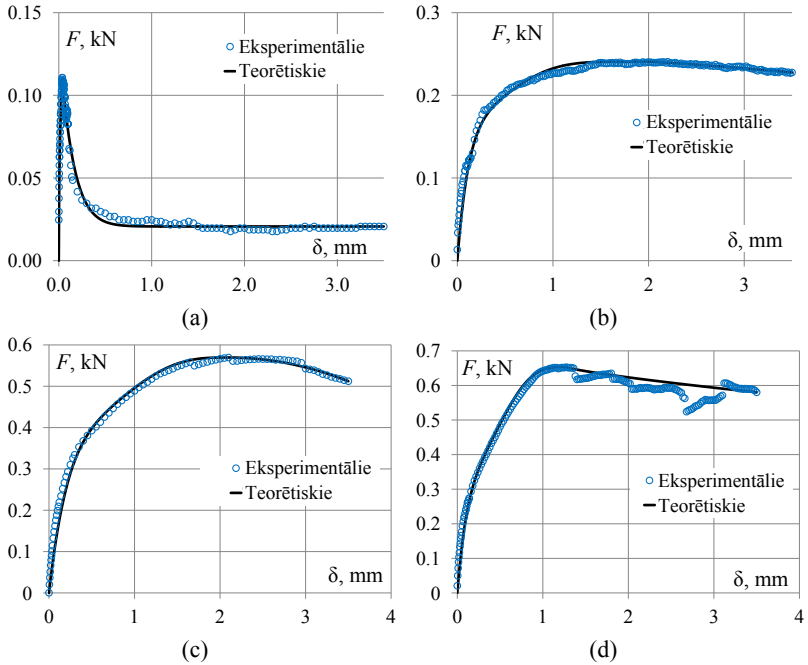 0.15
F, kN
Eksperimentālie
Teorētiskie
0.10
0.05
δ, mm
0.00
0.0 1.0 2.0 3.0
(a)
0.3
F, kN
0.2
Eksperimentālie
Teorētiskie
0.1
δ, mm
0
0 1 2 3
(b)
0.6
F, kN
0.5
0.4
0.3
Eksperimentālie
Teorētiskie
0.2
0.1
δ, mm
0
0 1 2 3 4
(c)
0.7
F, kN
0.6
0.5
0.4
Eksperimentālie
0.3
Teorētiskie
0.2
0.1
δ, mm
0
0 1 2 3 4
(d)